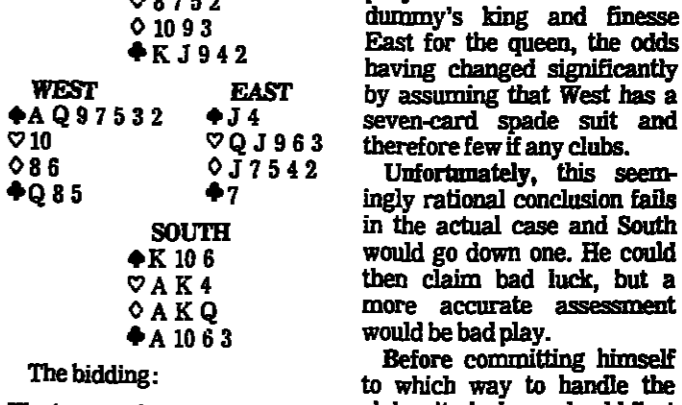 ♡ 8 7 5 2
♢ 10 9 3
♣ K J 9 4 2
WEST EAST
♠ A Q 9 7 5 3 2 ♠ J 4
♡ 10 ♡ Q J 9 6 3
♢ 8 6 ♢ J 7 5 4 2
♣ Q 8 5 ♣ 7
SOUTH
♠ K 10 6
♡ A K 4
♢ A K Q
♣ A 10 6 3
The bidding:
dummy's king and finesse
East for the queen, the odds
having changed significantly
by assuming that West has a
seven-card spade suit and
therefore few if any clubs.
Unfortunately, this seem-
ingly rational conclusion fails
in the actual case and South
would go down one. He could
then claim bad luck, but a
more accurate assessment
would be bad play.
Before committing himself
to which way to handle the